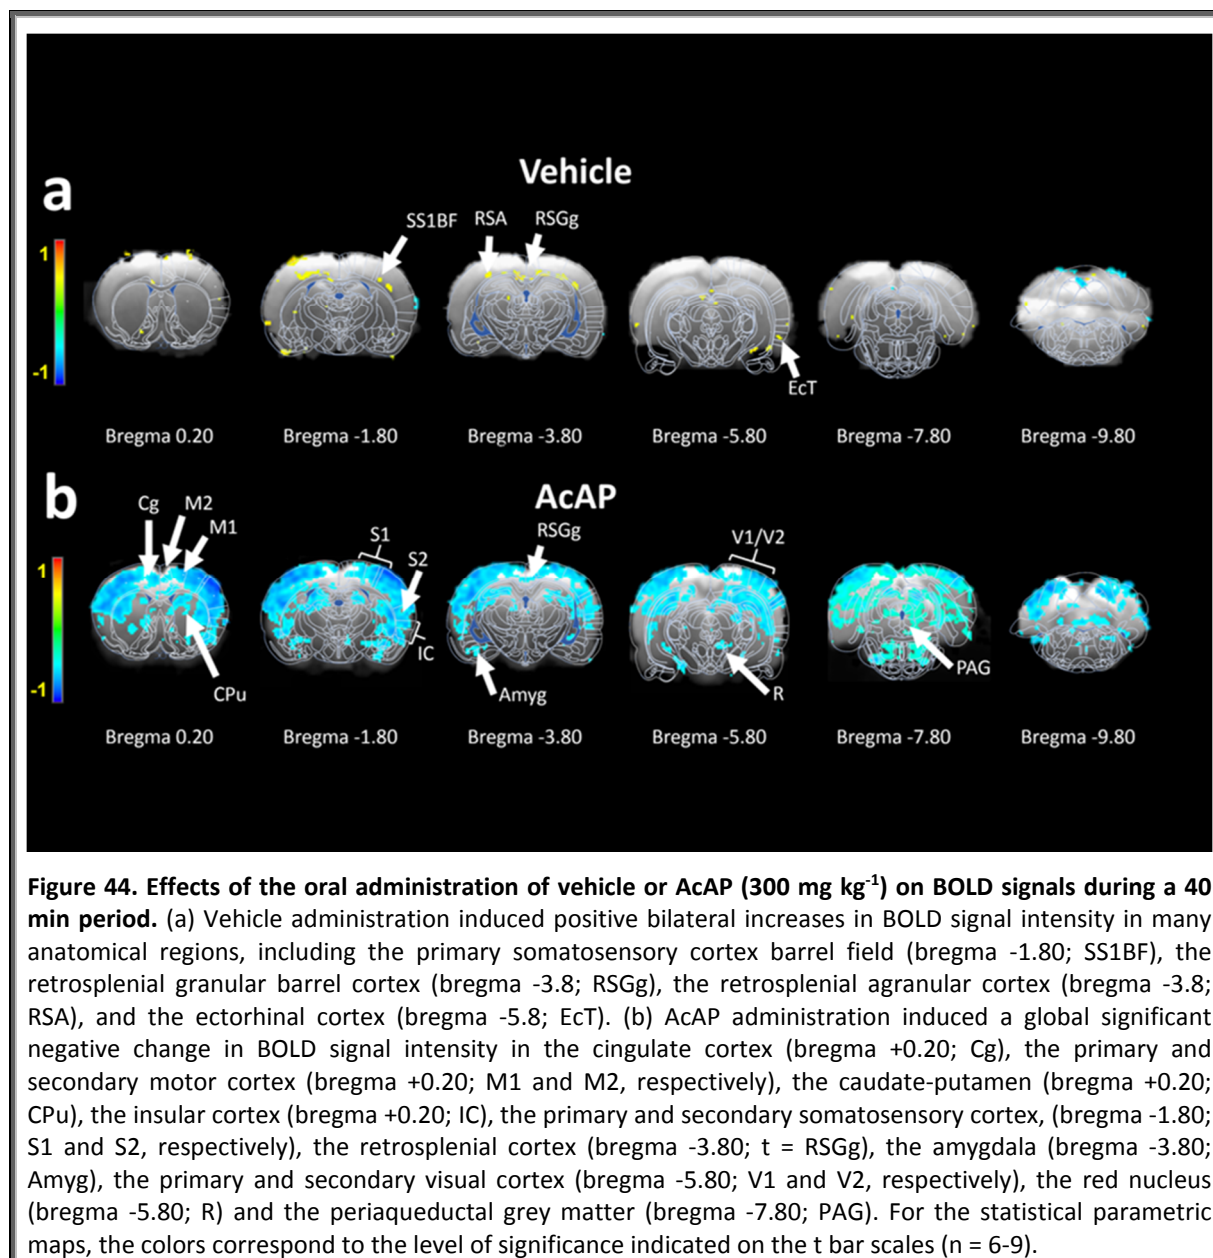 Vehicle
a
SS1BF RSA RSGg
1
-1
EcT
Bregma 0.20 Bregma -1.80 Bregma -3.80 Bregma -5.80 Bregma -7.80 Bregma -9.80
b
AcAP
Cg M2 M1 S1 S2 RSGg V1/V2
1
-1
IC
CPu Amyg R PAG
Bregma 0.20 Bregma -1.80 Bregma -3.80 Bregma -5.80 Bregma -7.80 Bregma -9.80
Figure 44. Effects of the oral administration of vehicle or AcAP (300 mg kg-1) on BOLD signals during a 40
min period. (a) Vehicle administration induced positive bilateral increases in BOLD signal intensity in many
anatomical regions, including the primary somatosensory cortex barrel field (bregma -1.80; SS1BF), the
retrosplenial granular barrel cortex (bregma -3.8; RSGg), the retrosplenial agranular cortex (bregma -3.8;
RSA), and the ectorhinal cortex (bregma -5.8; EcT). (b) AcAP administration induced a global significant
negative change in BOLD signal intensity in the cingulate cortex (bregma +0.20; Cg), the primary and
secondary motor cortex (bregma +0.20; M1 and M2, respectively), the caudate-putamen (bregma +0.20;
CPu), the insular cortex (bregma +0.20; IC), the primary and secondary somatosensory cortex, (bregma -1.80;
S1 and S2, respectively), the retrosplenial cortex (bregma -3.80; t = RSGg), the amygdala (bregma -3.80;
Amyg), the primary and secondary visual cortex (bregma -5.80; V1 and V2, respectively), the red nucleus
(bregma -5.80; R) and the periaqueductal grey matter (bregma -7.80; PAG). For the statistical parametric
maps, the colors correspond to the level of significance indicated on the t bar scales (n = 6-9).